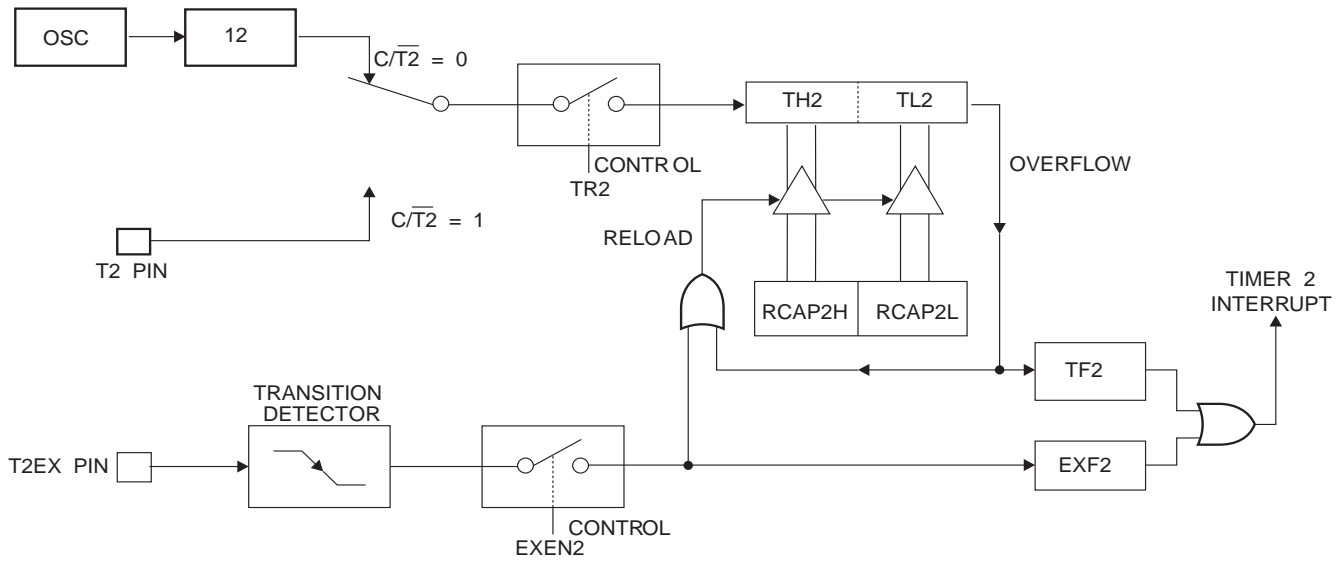 OSC
12
C/T2 = 0
TH2
TL2
CONTROL
TR2
OVERFLOW
C/T2 = 1
T2 PIN
RELOAD
RCAP2H
RCAP2L
TIMER 2
INTERRUPT
TF2
TRANSITION
DETECTOR
T2EX PIN
EXF2
CONTROL
EXEN2